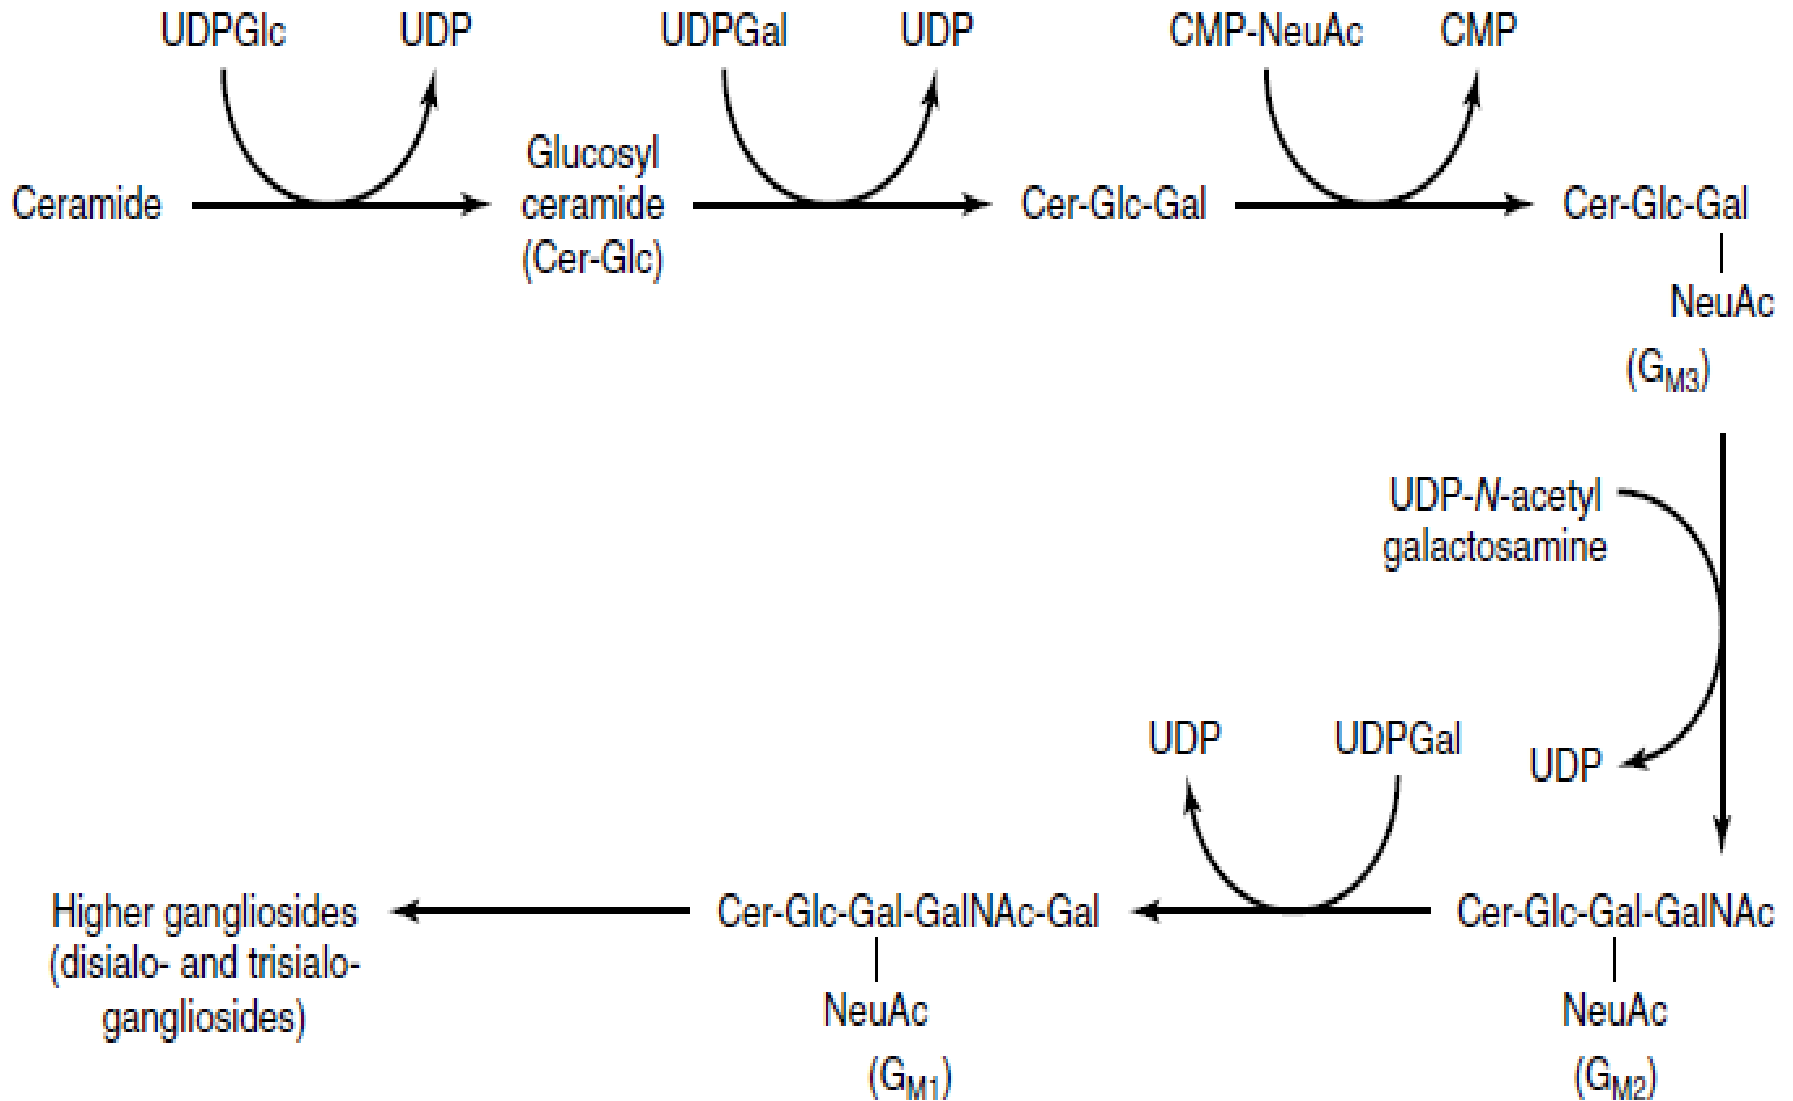 UDPGlc UDP UDPGal UDP CMP-NeuAc CMP
Ceramide
Glucosyl
ceramide
(Cer-Glc)
Cer-Glc-Gal
Cer-Glc-Gal
NeuAc
(GM3)
UDP-N-acetyl
galactosamine
UDP
UDP UDPGal
Cer-Glc-Gal-GalNAc
NeuAc
(GM2)
Cer-Glc-Gal-GalNAc-Gal
NeuAc
(GM1)
Higher gangliosides
(disialo- and trisialo-
gangliosides)